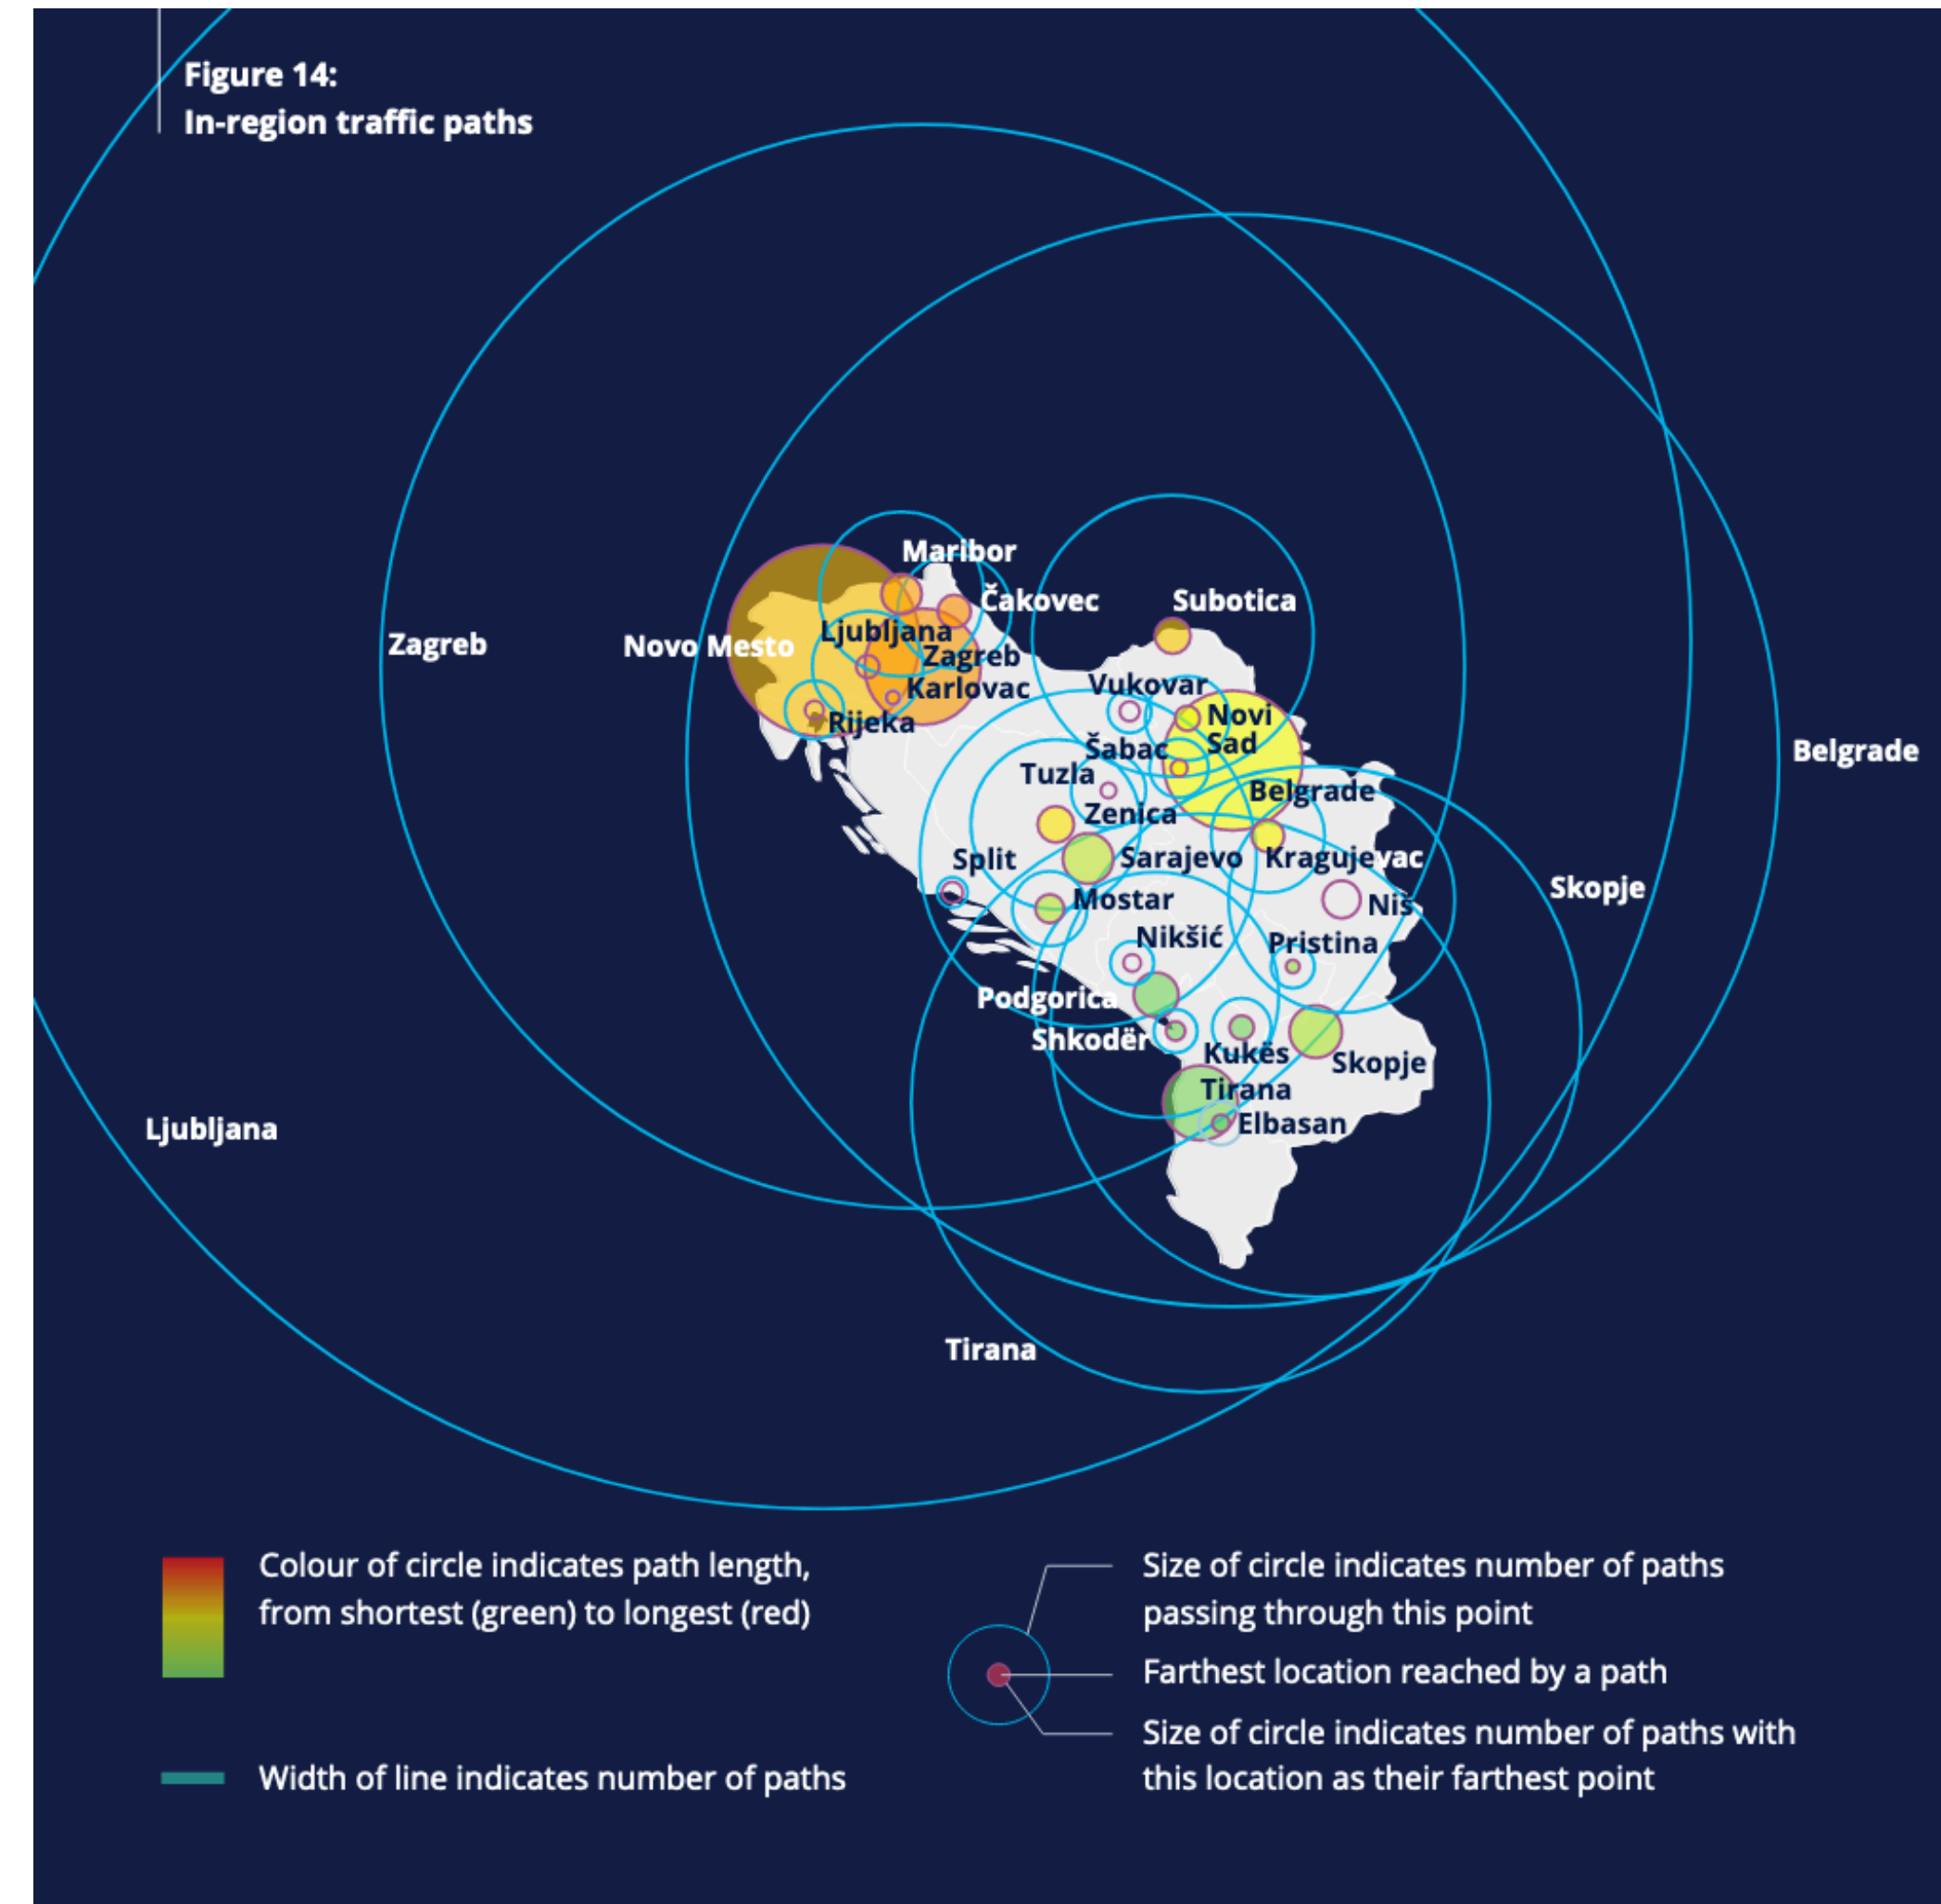 Figure 14:
In-region traffic paths
Maribor
Čakovec
Subotica
Ljubljana
Zagreb
Novo Mesto
Zagreb
Karlovac
Vukovar
Rijeka
Novi
Sad
Šabac
Belgrade
Tuzla
Belgrade
Zenica
Split
Sarajevo
Kragujevac
Skopje
Mostar
Niš
Nikšić
Pristina
Podgorica
Shkodër
Kukës
Skopje
Tirana
Elbasan
Ljubljana
Tirana
Colour of circle indicates path length,
from shortest (green) to longest (red)
Width of line indicates number of paths
Size of circle indicates number of paths
passing through this point
Farthest location reached by a path
Size of circle indicates number of paths with
this location as their farthest point